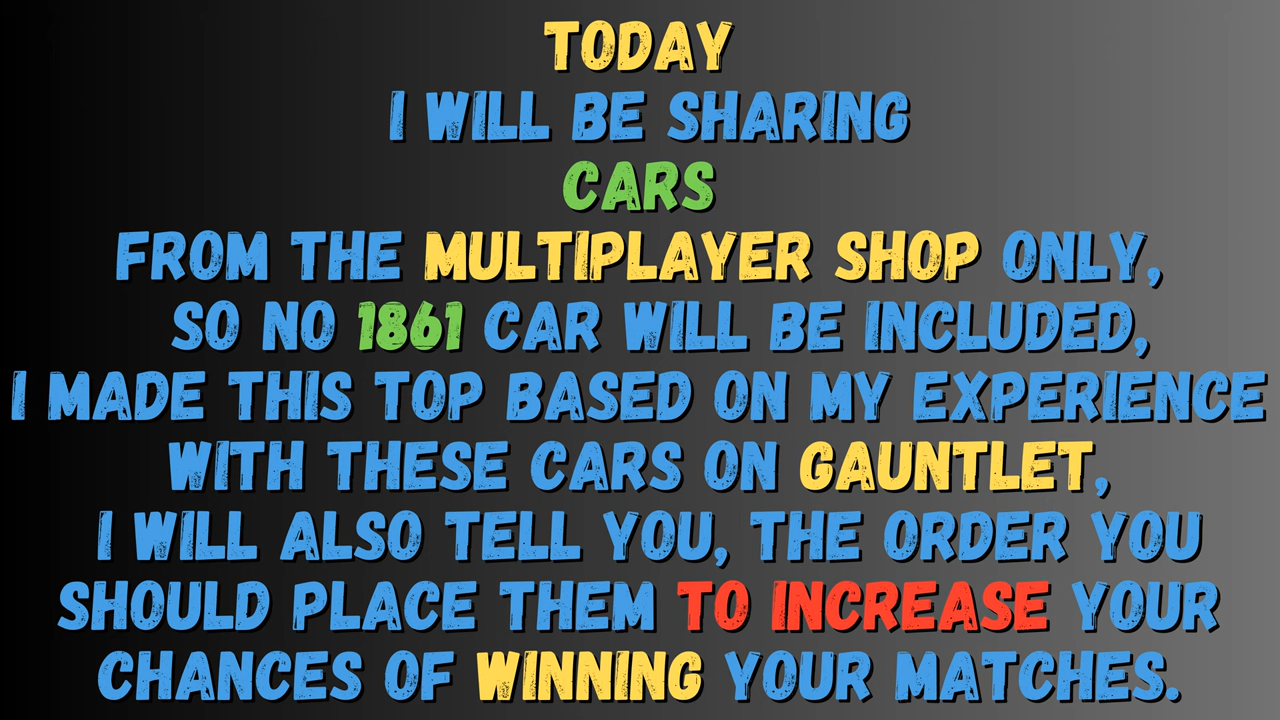 TODAY
I WILL BE SHARING
CARS
FROM THE MULTIPLAYER SHOP ONLY,
SO NO 1861 CAR WILL BE INCLUDED,
I MADE THIS TOP BASED ON MY EXPERIENCE
WITH THESE CARS ON GAUNTLET,
I WILL ALSO TELL YOU, THE ORDER YOU
SHOULD PLACE THEM TO INCREASE YOUR
CHANCES OF WINNING YOUR MATCHES.